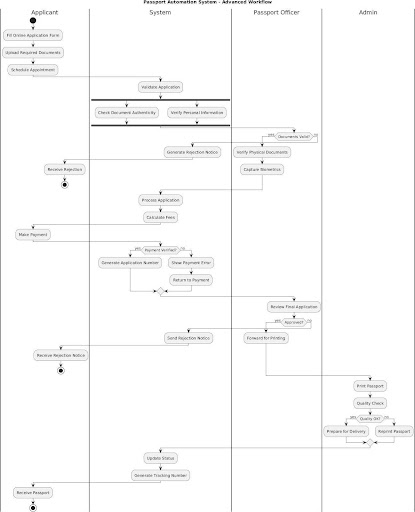 Passport Automation System - Advanced Workflow
Applicant
System
Passport Officer
Admin
Fill Online Application Form
Upload Required Documents
Schedule Appointment
Validate Application
Check Document Authenticity
Verify Personal Information
yes
Documents Valid?
no
Generate Rejection Notice
Verify Physical Documents
Receive Rejection
Capture Biometrics
Process Application
Calculate Fees
Make Payment
yes
Payment Verified?
no
Generate Application Number
Show Payment Error
Return to Payment
Review Final Application
yes
Approved?
no
Send Rejection Notice
Forward for Printing
Receive Rejection Notice
Print Passport
Quality Check
yes
Quality OK?
no
Prepare for Delivery
Reprint Passport
Update Status
Generate Tracking Number
Receive Passport